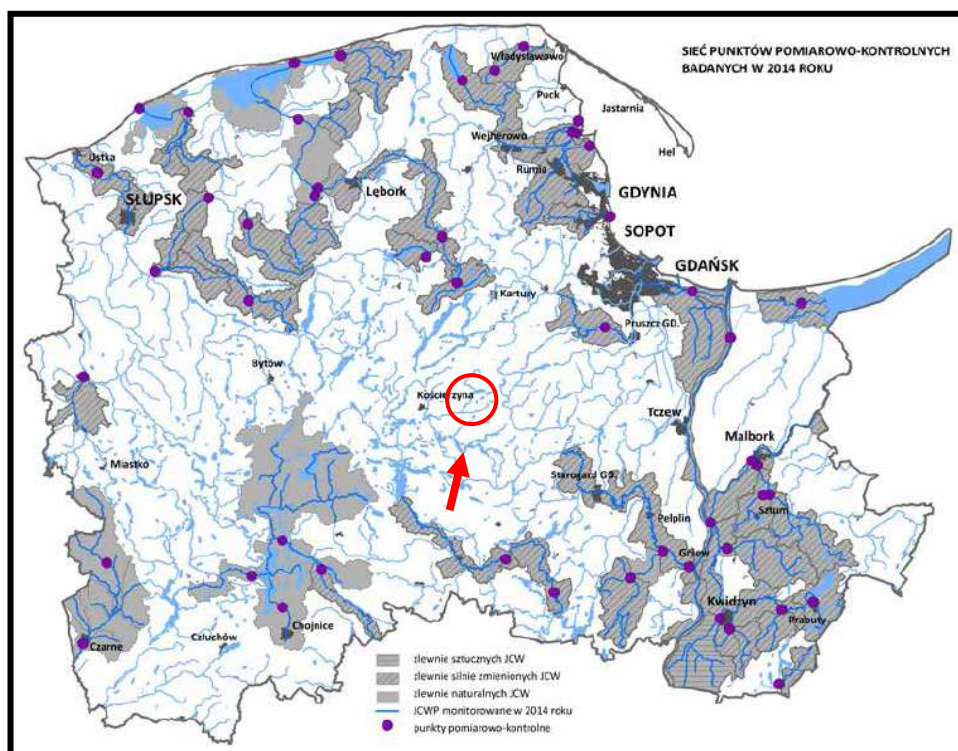 SIEĆ PUNKTÓW POMIAROWO-KONTROLNYCH
BADANYCH W 2014 ROKU
Władysławowo
Puck
Jastarnia
Wejherowo
Hel
Ustka
Rumia
Lębork
GDYNIA
SŁUPSK
SOPOT
GDAŃSK
Kartuzy
Pruszcz GD.
Bytów
Kościerzyna
Tczew
Malbork
Miastko
Starogard GD.
Sztum
Pelplin
Gniew
Kwidzyn
Prabuty
Człuchów
Chojnice
Czarne
zlewnie sztucznych JCW
zlewnie silnie zmienionych JCW
zlewnie naturalnych JCW
JCWP monitorowane w 2014 roku
punkty pomiarowo-kontrolne